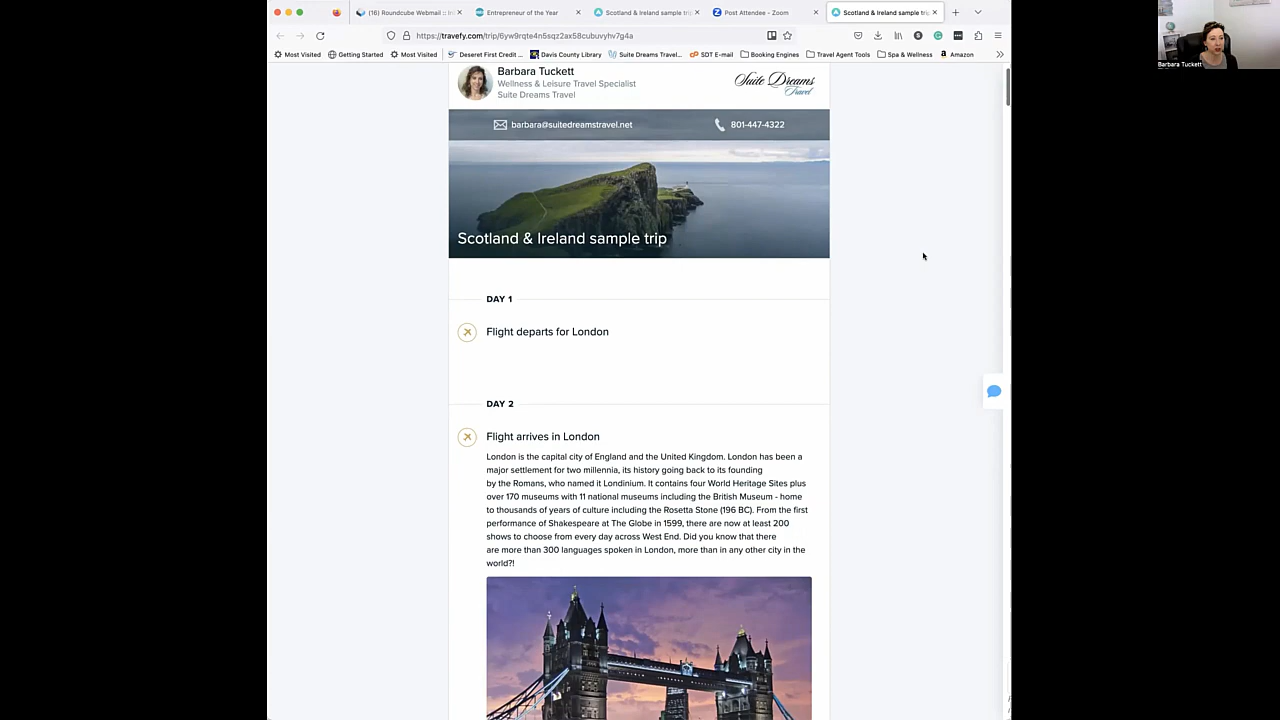 (16) Roundcube Webmail :: In
Entrepreneur of the Year
Scotland & Ireland sample trip
Post Attendee - Zoom
Scotland & Ireland sample trip
https://travefy.com/trip/6yw9rqte4n5sqz2ax58cubuvyhv7g4a
Most Visited
Getting Started
Most Visited
Deseret First Credit ...
Davis County Library
Suite Dreams Travel...
SDT E-mail
Booking Engines
Travel Agent Tools
Spa & Wellness
Amazon
Barbara Tuckett
Wellness & Leisure Travel Specialist
Suite Dreams Travel
Suite Dreams
Travel
barbara@suitedreamstravel.net
801-447-4322
Scotland & Ireland sample trip
DAY 1
Flight departs for London
DAY 2
Flight arrives in London
London is the capital city of England and the United Kingdom. London has been a
major settlement for two millennia, its history going back to its founding
by the Romans, who named it Londinium. It contains four World Heritage Sites plus
over 170 museums with 11 national museums including the British Museum - home
to thousands of years of culture including the Rosetta Stone (196 BC). From the first
performance of Shakespeare at The Globe in 1599, there are now at least 200
shows to choose from every day across West End. Did you know that there
are more than 300 languages spoken in London, more than in any other city in the
world?!
Barbara Tuckett